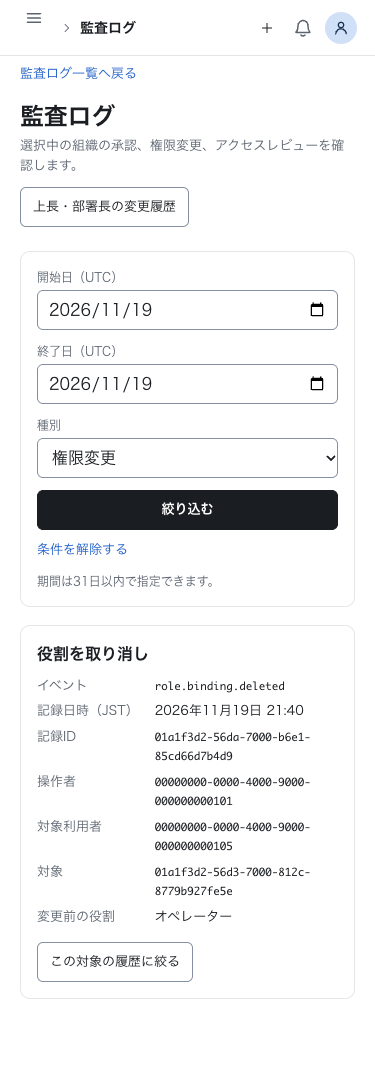 監査ログ
監査ログ一覧へ戻る
監査ログ
選択中の組織の承認、権限変更、アクセスレビューを確
認します。
上長・部署長の変更履歴
開始日（UTC）
2026/11/19
終了日（UTC）
2026/11/19
種別
権限変更
絞り込む
条件を解除する
期間は31日以内で指定できます。
役割を取り消し
イベント
role.binding.deleted
記録日時（JST）
2026年11月19日 21:40
記録ID
01a1f3d2-56da-7000-b6e1-
85cd66d7b4d9
操作者
00000000-0000-4000-9000-
000000000101
対象利用者
00000000-0000-4000-9000-
000000000105
対象
01a1f3d2-56d3-7000-812c-
8779b927fe5e
変更前の役割
オペレーター
この対象の履歴に絞る